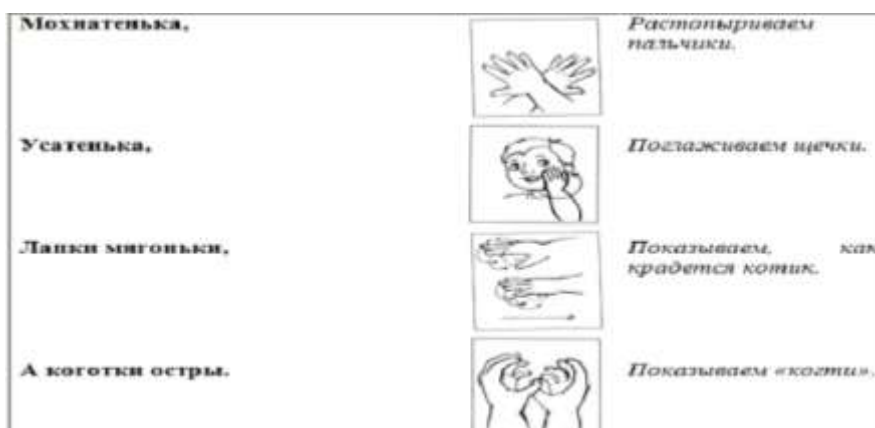 Мохнатенька,
Растопыриваем
пальчики.
Усатенька,
Поглаживаем щечки.
Лапки мягоньки,
Показываем, как
крадется котик.
А коготки остры.
Показываем «когти».